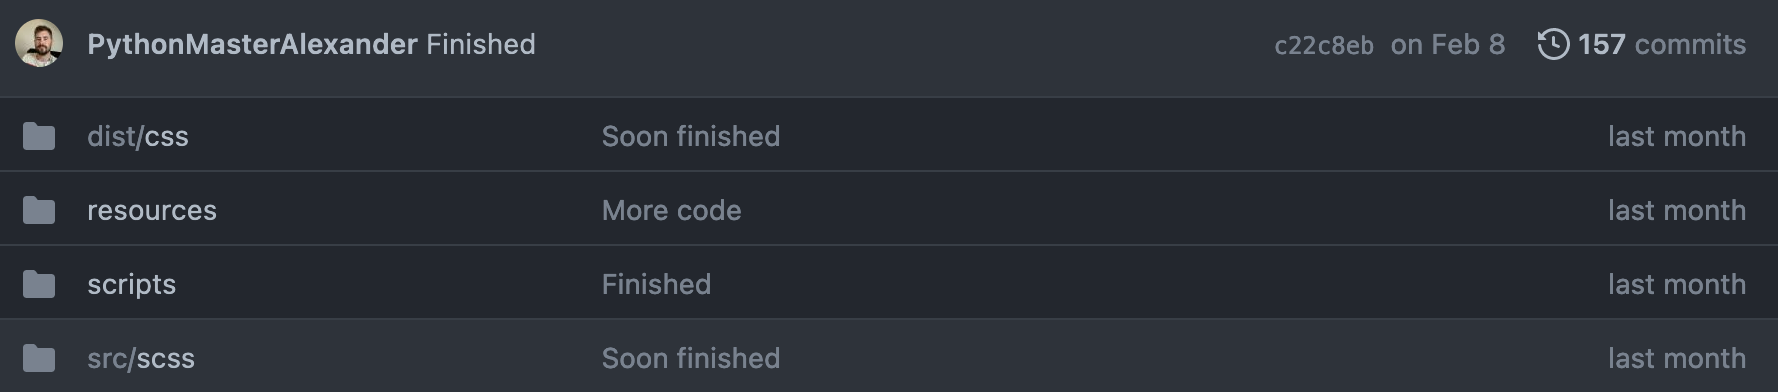 PythonMasterAlexander Finished c22c8eb on Feb 8 157 commits
dist/css Soon finished last month
resources More code last month
scripts Finished last month
src/scss Soon finished last month